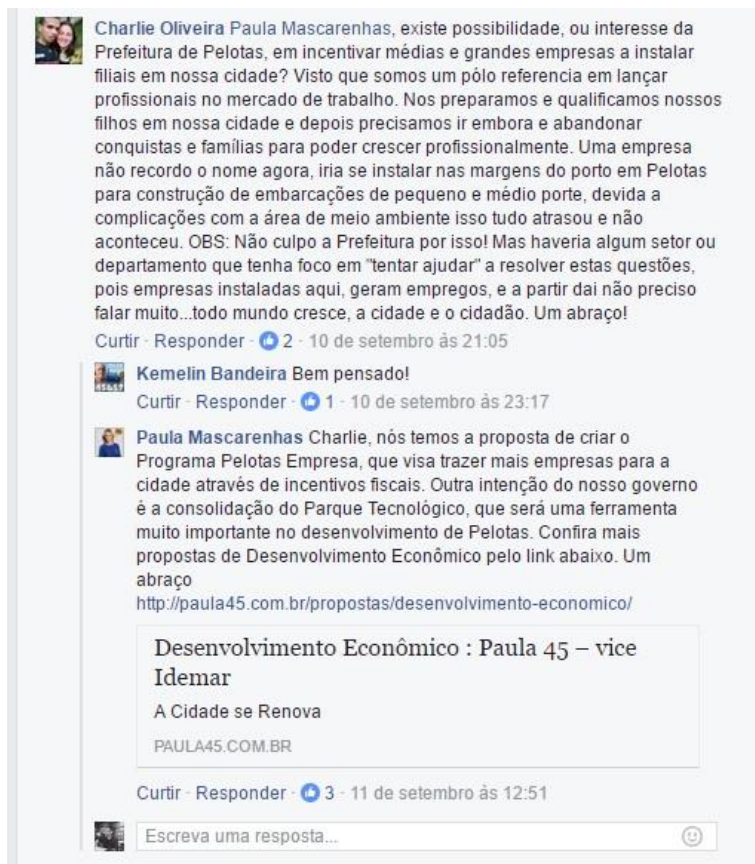 Charlie Oliveira Paula Mascarenhas, existe possibilidade, ou interesse da
Prefeitura de Pelotas, em incentivar médias e grandes empresas a instalar
filiais em nossa cidade? Visto que somos um pólo referencia em lançar
profissionais no mercado de trabalho. Nos preparamos e qualificamos nossos
filhos em nossa cidade e depois precisamos ir embora e abandonar
conquistas e famílias para poder crescer profissionalmente. Uma empresa
não recordo o nome agora, iria se instalar nas margens do porto em Pelotas
para construção de embarcações de pequeno e médio porte, devida a
complicações com a área de meio ambiente isso tudo atrasou e não
aconteceu. OBS: Não culpo a Prefeitura por isso! Mas haveria algum setor ou
departamento que tenha foco em "tentar ajudar" a resolver estas questões,
pois empresas instaladas aqui, geram empregos, e a partir dai não preciso
falar muito...todo mundo cresce, a cidade e o cidadão. Um abraço!
Curtir · Responder · 2 · 10 de setembro às 21:05
Kemelin Bandeira Bem pensado!
Curtir · Responder · 1 · 10 de setembro às 23:17
Paula Mascarenhas Charlie, nós temos a proposta de criar o
Programa Pelotas Empresa, que visa trazer mais empresas para a
cidade através de incentivos fiscais. Outra intenção do nosso governo
é a consolidação do Parque Tecnológico, que será uma ferramenta
muito importante no desenvolvimento de Pelotas. Confira mais
propostas de Desenvolvimento Econômico pelo link abaixo. Um
abraço
http://paula45.com.br/propostas/desenvolvimento-economico/
Desenvolvimento Econômico : Paula 45 – vice
Idemar
A Cidade se Renova
PAULA45.COM.BR
Curtir · Responder · 3 · 11 de setembro às 12:51
Escreva uma resposta...